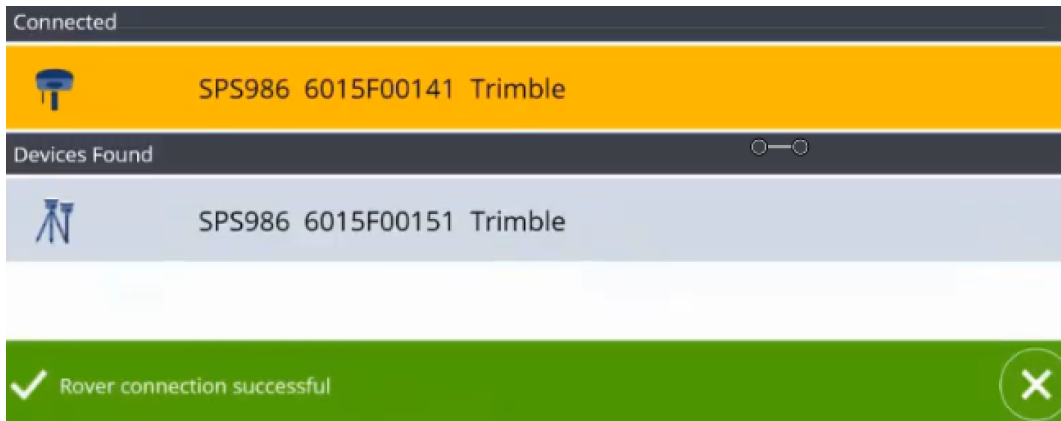 Connected
SPS986 6015F00141 Trimble
Devices Found
SPS986 6015F00151 Trimble
Rover connection successful